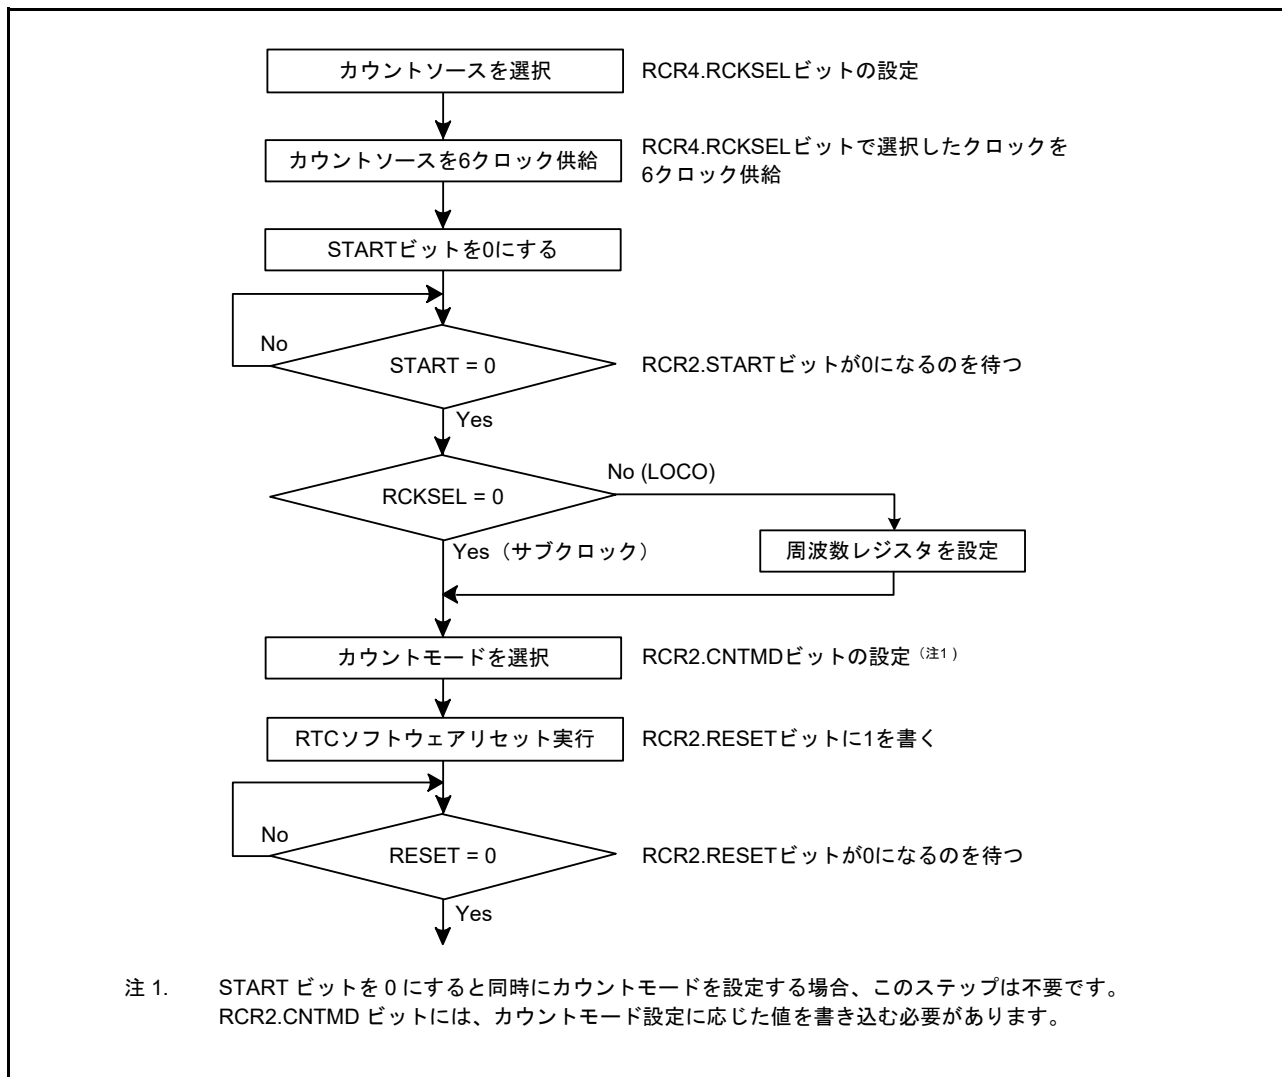 カウントソースを選択
RCR4.RCKSELビットの設定
カウントソースを6クロック供給
RCR4.RCKSELビットで選択したクロックを
6クロック供給
STARTビットを0にする
No
START = 0
RCR2.STARTビットが0になるのを待つ
Yes
No (LOCO)
RCKSEL = 0
Yes（サブクロック）
周波数レジスタを設定
カウントモードを選択
RCR2.CNTMDビットの設定（注1）
RTCソフトウェアリセット実行
RCR2.RESETビットに1を書く
No
RESET = 0
RCR2.RESETビットが0になるのを待つ
Yes
注 1. START ビットを 0 にすると同時にカウントモードを設定する場合、このステップは不要です。
RCR2.CNTMD ビットには、カウントモード設定に応じた値を書き込む必要があります。